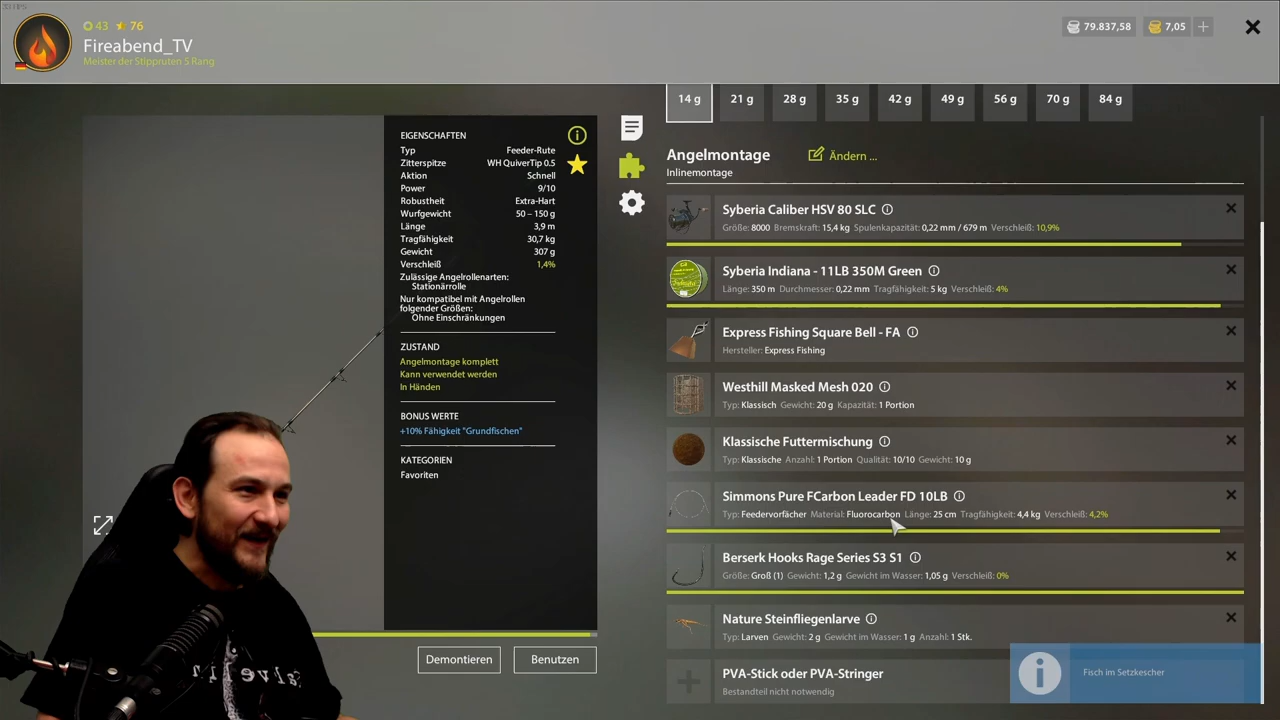 43 76
Fireabend_TV
Meister der Stippruten S Rang
79.837,58
7,05
EIGENSCHAFTEN
Typ Feeder-Rute
Zitterspitze WH QuiverTip 0.5
Aktion Schnell
Power 9/10
Robustheit Extra-Hart
Wurfgewicht 50 – 150 g
Länge 3,9 m
Tragfähigkeit 30,7 kg
Gewicht 307 g
Verschleiß 1,4%
Zulässige Angelrollenarten:
Stationärrolle
Nur kompatibel mit Angelrollen
folgender Größen:
Ohne Einschränkungen
ZUSTAND
Angelmontage komplett
Kann verwendet werden
In Händen
BONUS WERTE
+10% Fähigkeit "Grundfischen"
KATEGORIEN
Favoriten
Demontieren
Benutzen
14 g 21 g 28 g 35 g 42 g 49 g 56 g 70 g 84 g
Angelmontage
Ändern ...
Inlinemontage
Syberia Caliber HSV 80 SLC
Größe: 8000 Bremskraft: 15,4 kg Spulenkapazität: 0,22 mm / 679 m Verschleiß: 10,9%
Syberia Indiana - 11LB 350M Green
Länge: 350 m Durchmesser: 0,22 mm Tragfähigkeit: 5 kg Verschleiß: 4%
Express Fishing Square Bell - FA
Hersteller: Express Fishing
Westhill Masked Mesh 020
Typ: Klassisch Gewicht: 20 g Kapazität: 1 Portion
Klassische Futtermischung
Typ: Klassische Anzahl: 1 Portion Qualität: 10/10 Gewicht: 10 g
Simmons Pure FCarbon Leader FD 10LB
Typ: Feedervorfächer Material: Fluorocarbon Länge: 25 cm Tragfähigkeit: 4,4 kg Verschleiß: 4,2%
Berserk Hooks Rage Series S3 S1
Größe: Groß (1) Gewicht: 1,2 g Gewicht im Wasser: 1,05 g Verschleiß: 0%
Nature Steinfliegenlarve
Typ: Larven Gewicht: 2 g Gewicht im Wasser: 1 g Anzahl: 1 Stk.
PVA-Stick oder PVA-Stringer
Bestandteil nicht notwendig
Fisch im Setzkescher